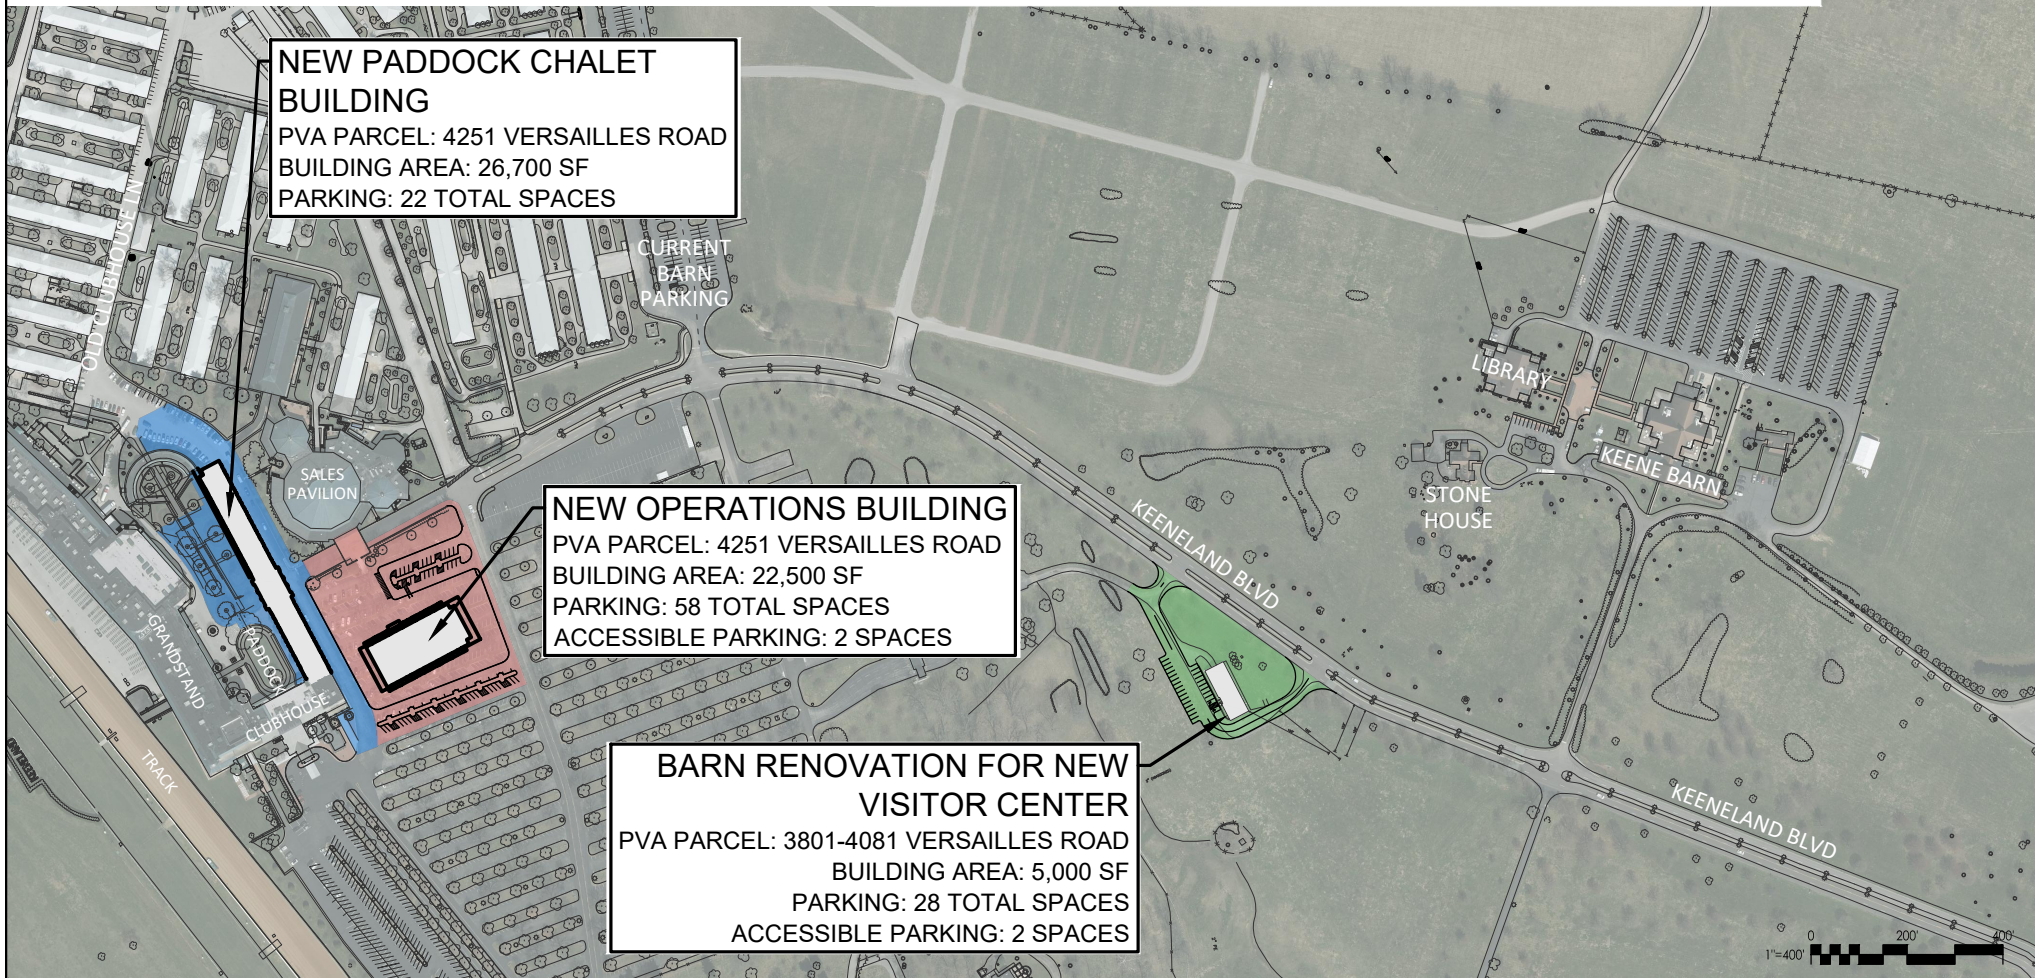 NEW PADDOCK CHALET
BUILDING
PVA PARCEL: 4251 VERSAILLES ROAD
BUILDING AREA: 26,700 SF
PARKING: 22 TOTAL SPACES
OLD CLUBHOUSE LN
CURRENT
BARN
PARKING
SALES
PAVILION
LIBRARY
KEENE BARN
STONE
HOUSE
NEW OPERATIONS BUILDING
PVA PARCEL: 4251 VERSAILLES ROAD
BUILDING AREA: 22,500 SF
PARKING: 58 TOTAL SPACES
ACCESSIBLE PARKING: 2 SPACES
KEENELAND BLVD
GRANDSTAND
PADDOCK
CLUBHOUSE
TRACK
BARN RENOVATION FOR NEW
VISITOR CENTER
PVA PARCEL: 3801-4081 VERSAILLES ROAD
BUILDING AREA: 5,000 SF
PARKING: 28 TOTAL SPACES
ACCESSIBLE PARKING: 2 SPACES
KEENELAND BLVD
0 200' 400'
1"=400'